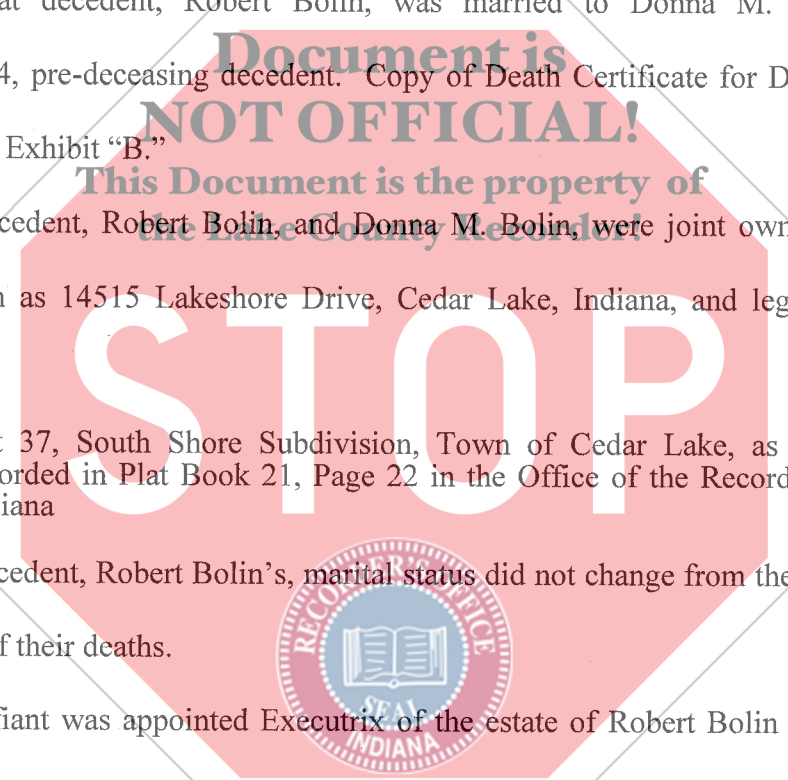 at decedent, Robert Bolin, was married to Donna M.
Document is
4, pre-deceasing decedent. Copy of Death Certificate for D
NOT OFFICIAL!
Exhibit “B.”
This Document is the property of
cedent, Robert Bolin, and Donna M. Bolin, were joint own
the Lake County Recorder!
n as 14515 Lakeshore Drive, Cedar Lake, Indiana, and leg
STOP
t 37, South Shore Subdivision, Town of Cedar Lake, as
orded in Plat Book 21, Page 22 in the Office of the Record
iana
cedent, Robert Bolin’s, marital status did not change from the
f their deaths.
RECORDER'S OFFICE
SEAL
INDIANA
fiant was appointed Executrix of the estate of Robert Bolin